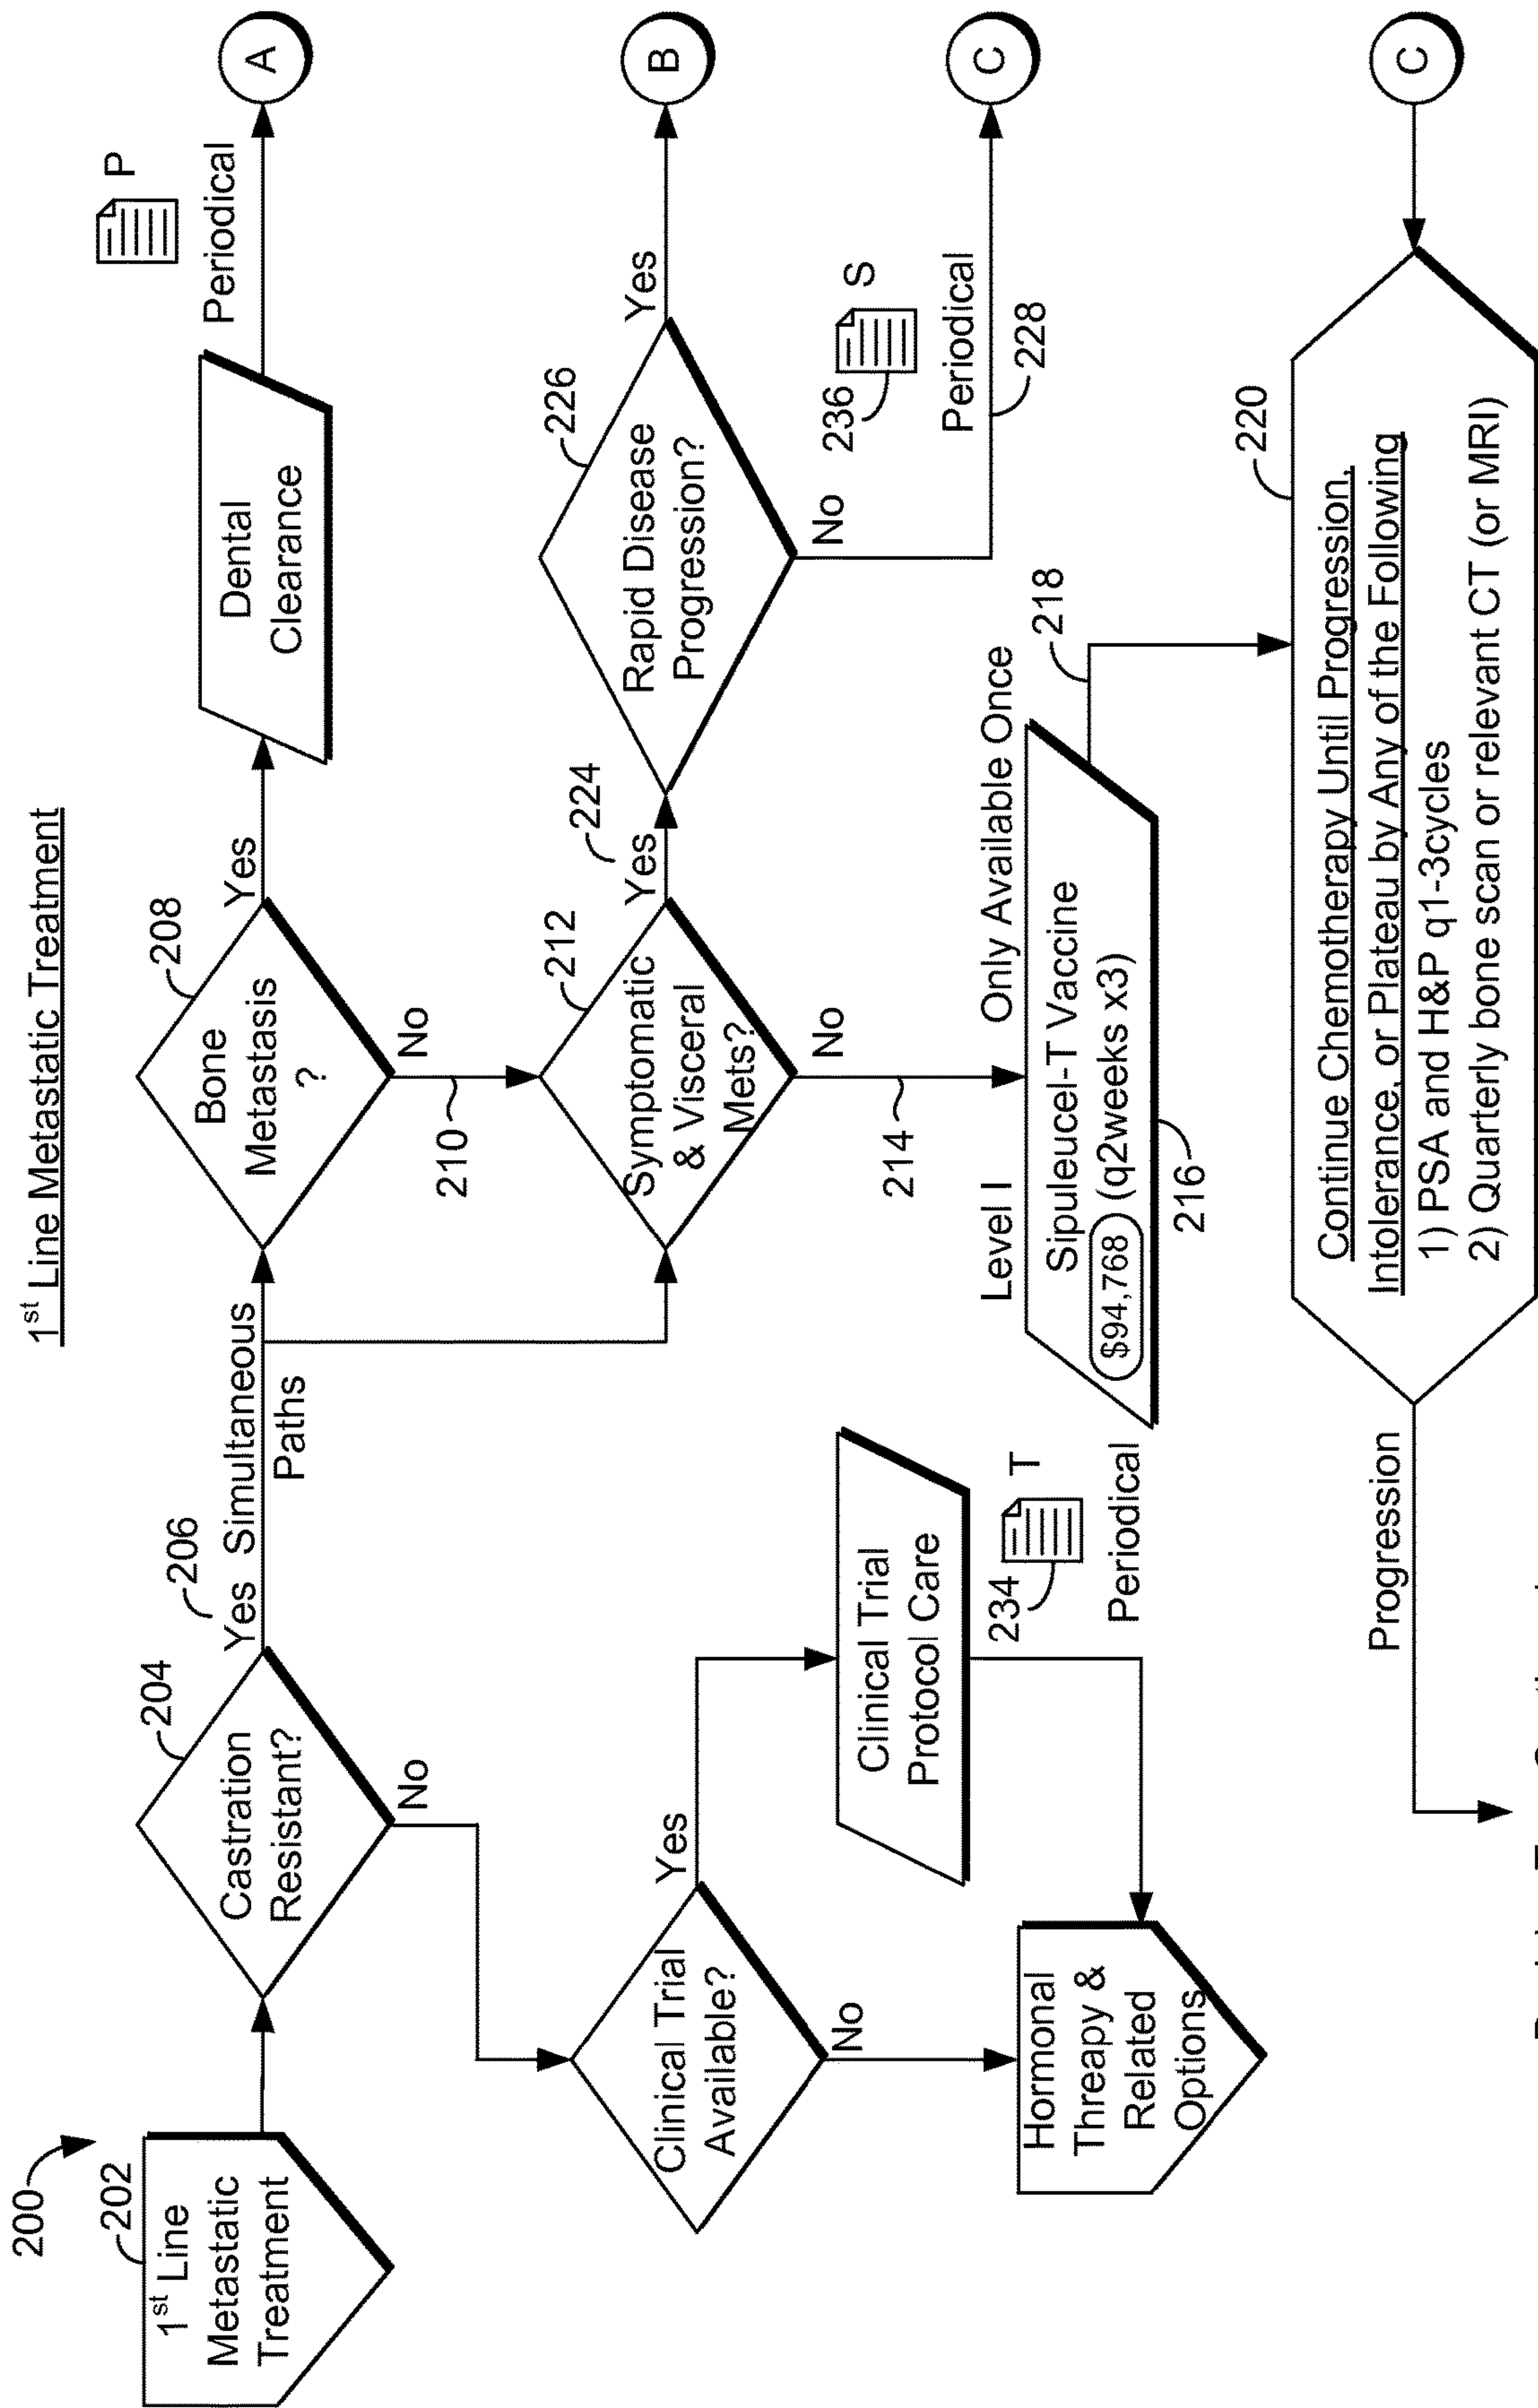 1st Line Metastatic Treatment
200
202
1st Line
Metastatic
Treatment
204
Castration
Resistant?
206
Yes Simultaneous
Paths
No
208
Bone
Metastasis
?
Yes
No
210
Dental
Clearance
P
Periodical
A
212
Symptomatic
& Visceral
Mets?
Yes
224
No
214
226
Rapid Disease
Progression?
Yes
B
No
236
S
Periodical
228
C
Clinical Trial
Available?
Yes
No
Clinical Trial
Protocol Care
234
T
Periodical
Hormonal
Threapy &
Related
Options
Level I
Only Available Once
Sipuleucel-T Vaccine
$94,768 (q2weeks x3)
216
218
220
Continue Chemotherapy Until Progression,
Intolerance, or Plateau by Any of the Following
1) PSA and H&P q1-3cycles
2) Quarterly bone scan or relevant CT (or MRI)
C
Progression